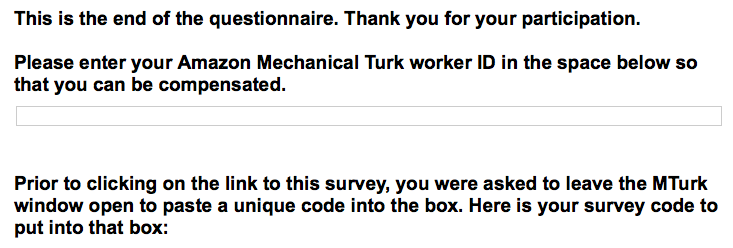 This is the end of the questionnaire. Thank you for your participation.
Please enter your Amazon Mechanical Turk worker ID in the space below so
that you can be compensated.
Prior to clicking on the link to this survey, you were asked to leave the MTurk
window open to paste a unique code into the box. Here is your survey code to
put into that box: